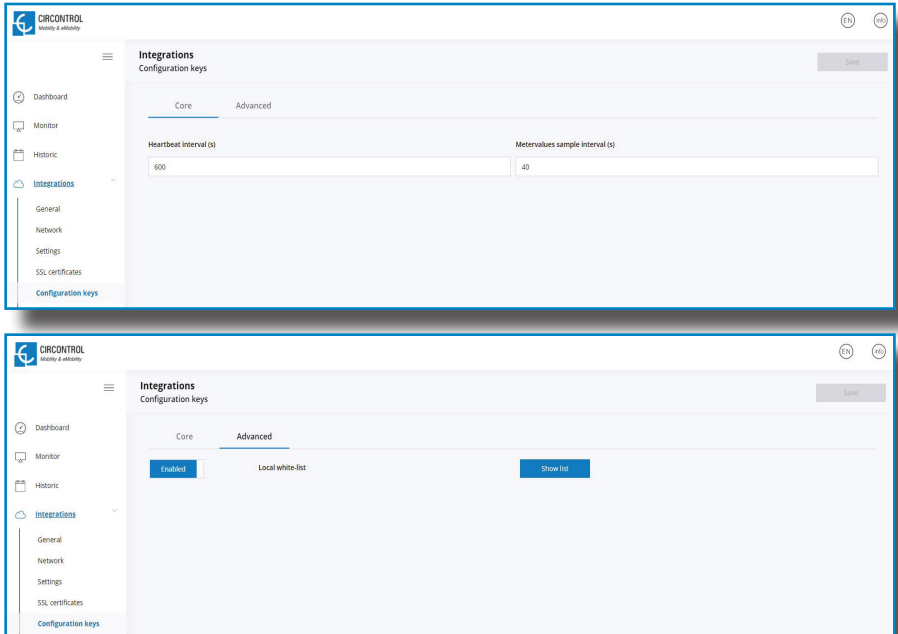 CIRCONTROL
Mobility & eMobility
EN
info
Integrations
Configuration keys
Save
Dashboard
Monitor
Historic
Integrations
General
Network
Settings
SSL certificates
Configuration keys
Core Advanced
Heartbeat interval (s) Metervalues sample interval (s)
600 40
CIRCONTROL
Mobility & eMobility
EN
info
Integrations
Configuration keys
Save
Dashboard
Monitor
Historic
Integrations
General
Network
Settings
SSL certificates
Configuration keys
Core Advanced
Enabled Local white-list Show list